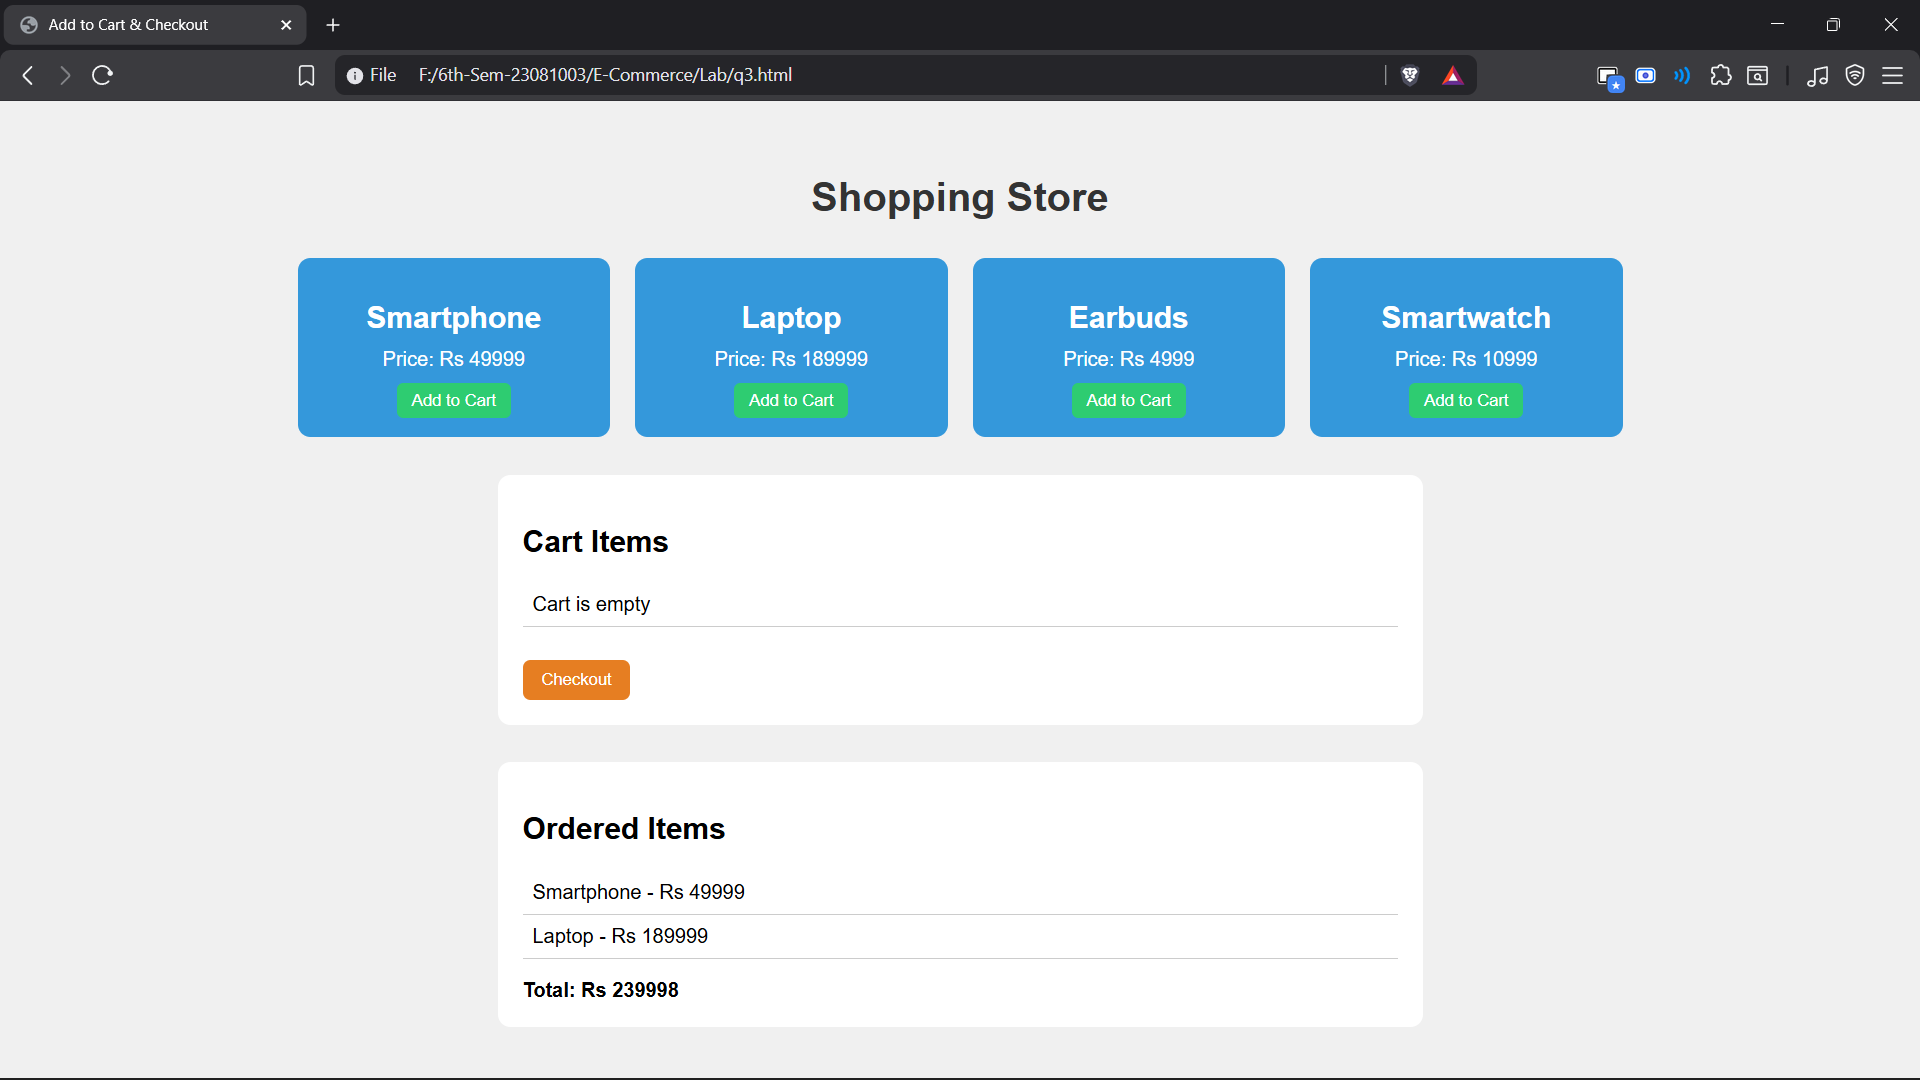 Add to Cart & Checkout
File F:/6th-Sem-23081003/E-Commerce/Lab/q3.html
Shopping Store
Smartphone
Price: Rs 49999
Add to Cart
Laptop
Price: Rs 189999
Add to Cart
Earbuds
Price: Rs 4999
Add to Cart
Smartwatch
Price: Rs 10999
Add to Cart
Cart Items
Cart is empty
Checkout
Ordered Items
Smartphone - Rs 49999
Laptop - Rs 189999
Total: Rs 239998